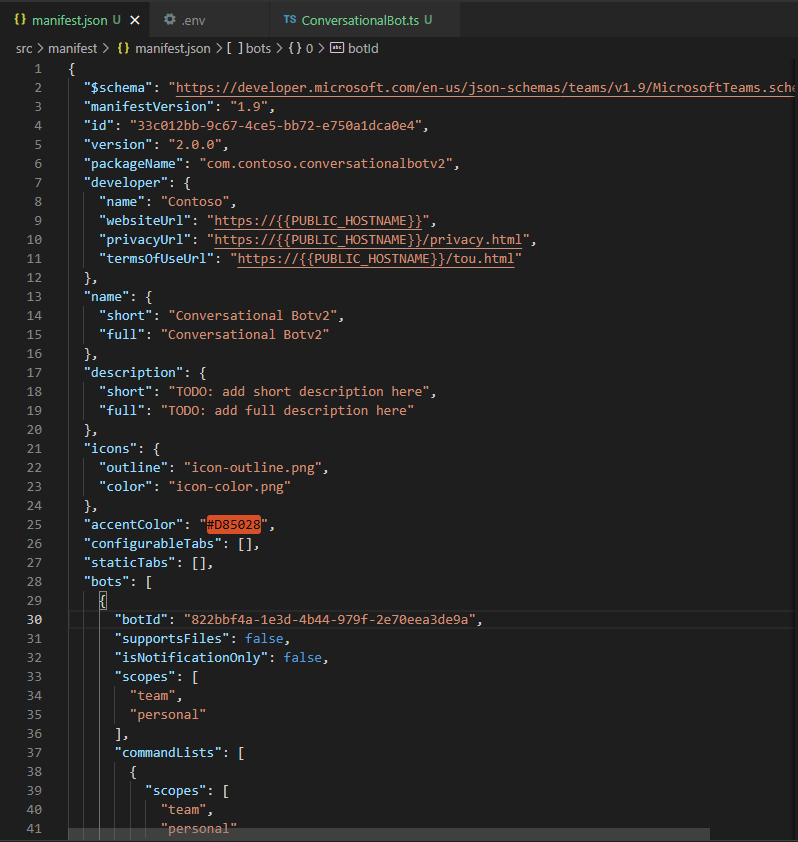 {} manifest.json U × .env TS ConversationalBot.ts U
src > manifest > {} manifest.json > [ ] bots > {} 0 > abc botId
1 {
2 "$schema": "https://developer.microsoft.com/en-us/json-schemas/teams/v1.9/MicrosoftTeams.sche
3 "manifestVersion": "1.9",
4 "id": "33c012bb-9c67-4ce5-bb72-e750a1dca0e4",
5 "version": "2.0.0",
6 "packageName": "com.contoso.conversationalbotv2",
7 "developer": {
8 "name": "Contoso",
9 "websiteUrl": "https://{{PUBLIC_HOSTNAME}}",
10 "privacyUrl": "https://{{PUBLIC_HOSTNAME}}/privacy.html",
11 "termsOfUseUrl": "https://{{PUBLIC_HOSTNAME}}/tou.html"
12 },
13 "name": {
14 "short": "Conversational Botv2",
15 "full": "Conversational Botv2"
16 },
17 "description": {
18 "short": "TODO: add short description here",
19 "full": "TODO: add full description here"
20 },
21 "icons": {
22 "outline": "icon-outline.png",
23 "color": "icon-color.png"
24 },
25 "accentColor": "#D85028",
26 "configurableTabs": [],
27 "staticTabs": [],
28 "bots": [
29 {
30 "botId": "822bbf4a-1e3d-4b44-979f-2e70eea3de9a",
31 "supportsFiles": false,
32 "isNotificationOnly": false,
33 "scopes": [
34 "team",
35 "personal"
36 ],
37 "commandLists": [
38 {
39 "scopes": [
40 "team",
41 "personal"